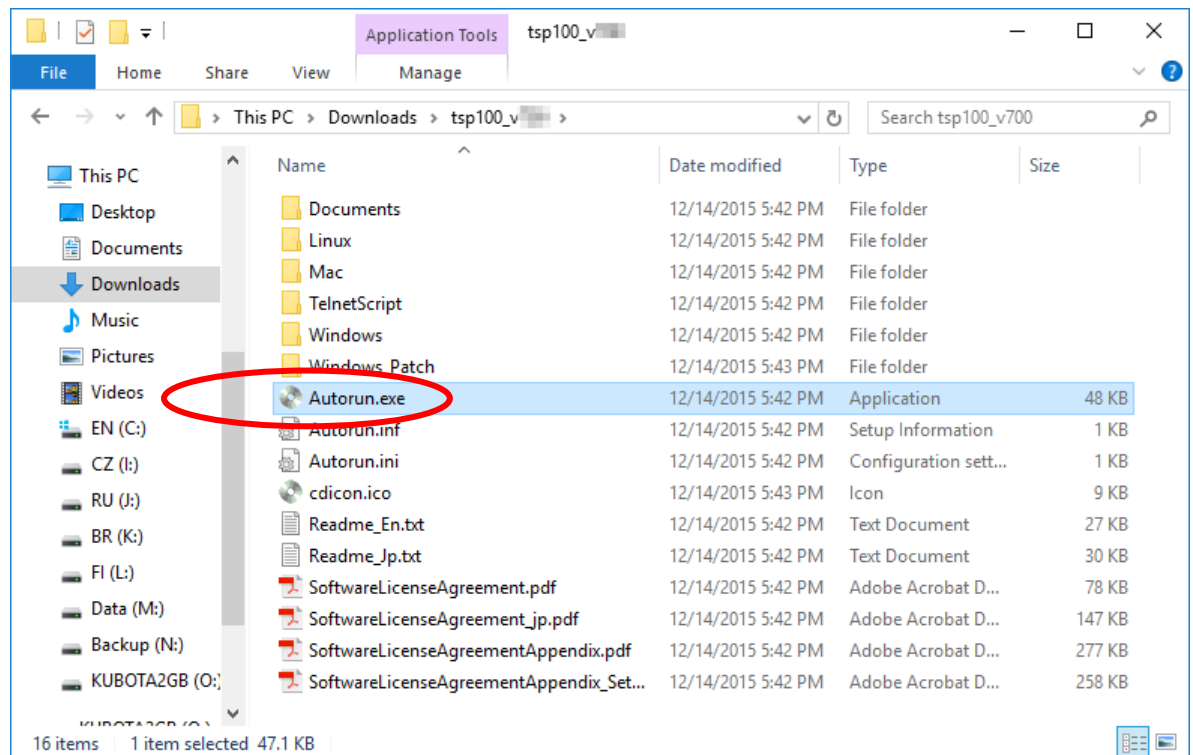 Application Tools tsp100_v
File Home Share View Manage
This PC Downloads tsp100_v Search tsp100_v700
This PC
Desktop
Documents
Downloads
Music
Pictures
Videos
EN (C:)
CZ (I:)
RU (J:)
BR (K:)
FI (L:)
Data (M:)
Backup (N:)
KUBOTA2GB (O:)
Name Date modified Type Size
Documents 12/14/2015 5:42 PM File folder
Linux 12/14/2015 5:42 PM File folder
Mac 12/14/2015 5:42 PM File folder
TelnetScript 12/14/2015 5:42 PM File folder
Windows 12/14/2015 5:42 PM File folder
Windows_Patch 12/14/2015 5:43 PM File folder
Autorun.exe 12/14/2015 5:42 PM Application 48 KB
Autorun.inf 12/14/2015 5:42 PM Setup Information 1 KB
Autorun.ini 12/14/2015 5:42 PM Configuration sett... 1 KB
cdicon.ico 12/14/2015 5:43 PM Icon 9 KB
Readme_En.txt 12/14/2015 5:42 PM Text Document 27 KB
Readme_Jp.txt 12/14/2015 5:42 PM Text Document 30 KB
SoftwareLicenseAgreement.pdf 12/14/2015 5:42 PM Adobe Acrobat D... 78 KB
SoftwareLicenseAgreement_jp.pdf 12/14/2015 5:42 PM Adobe Acrobat D... 147 KB
SoftwareLicenseAgreementAppendix.pdf 12/14/2015 5:42 PM Adobe Acrobat D... 277 KB
SoftwareLicenseAgreementAppendix_Set... 12/14/2015 5:42 PM Adobe Acrobat D... 258 KB
16 items 1 item selected 47.1 KB